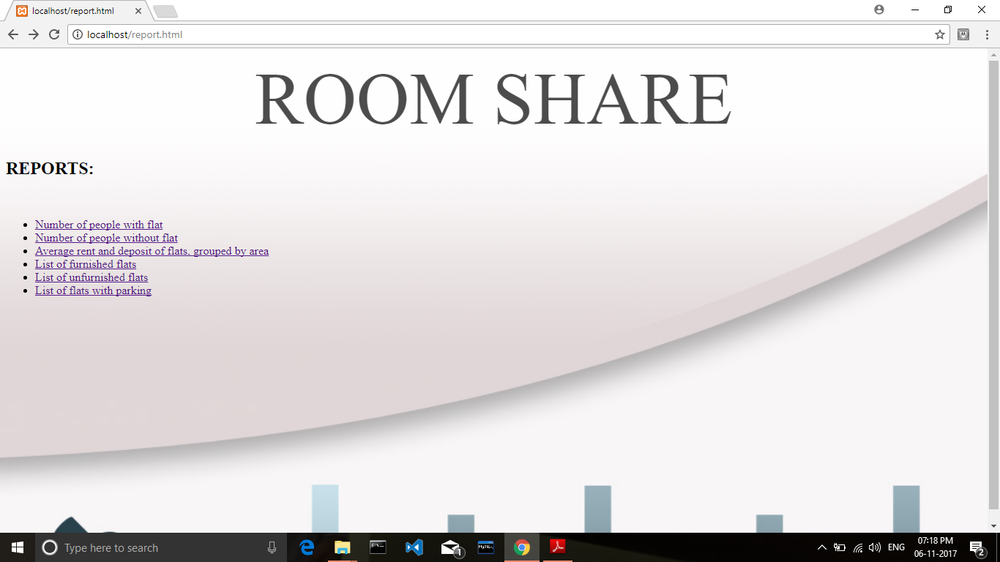 localhost/report.html
localhost/report.html
ROOM SHARE
REPORTS:
Number of people with flat
Number of people without flat
Average rent and deposit of flats, grouped by area
List of furnished flats
List of unfurnished flats
List of flats with parking
Type here to search
1
ENG
07:18 PM
06-11-2017
2